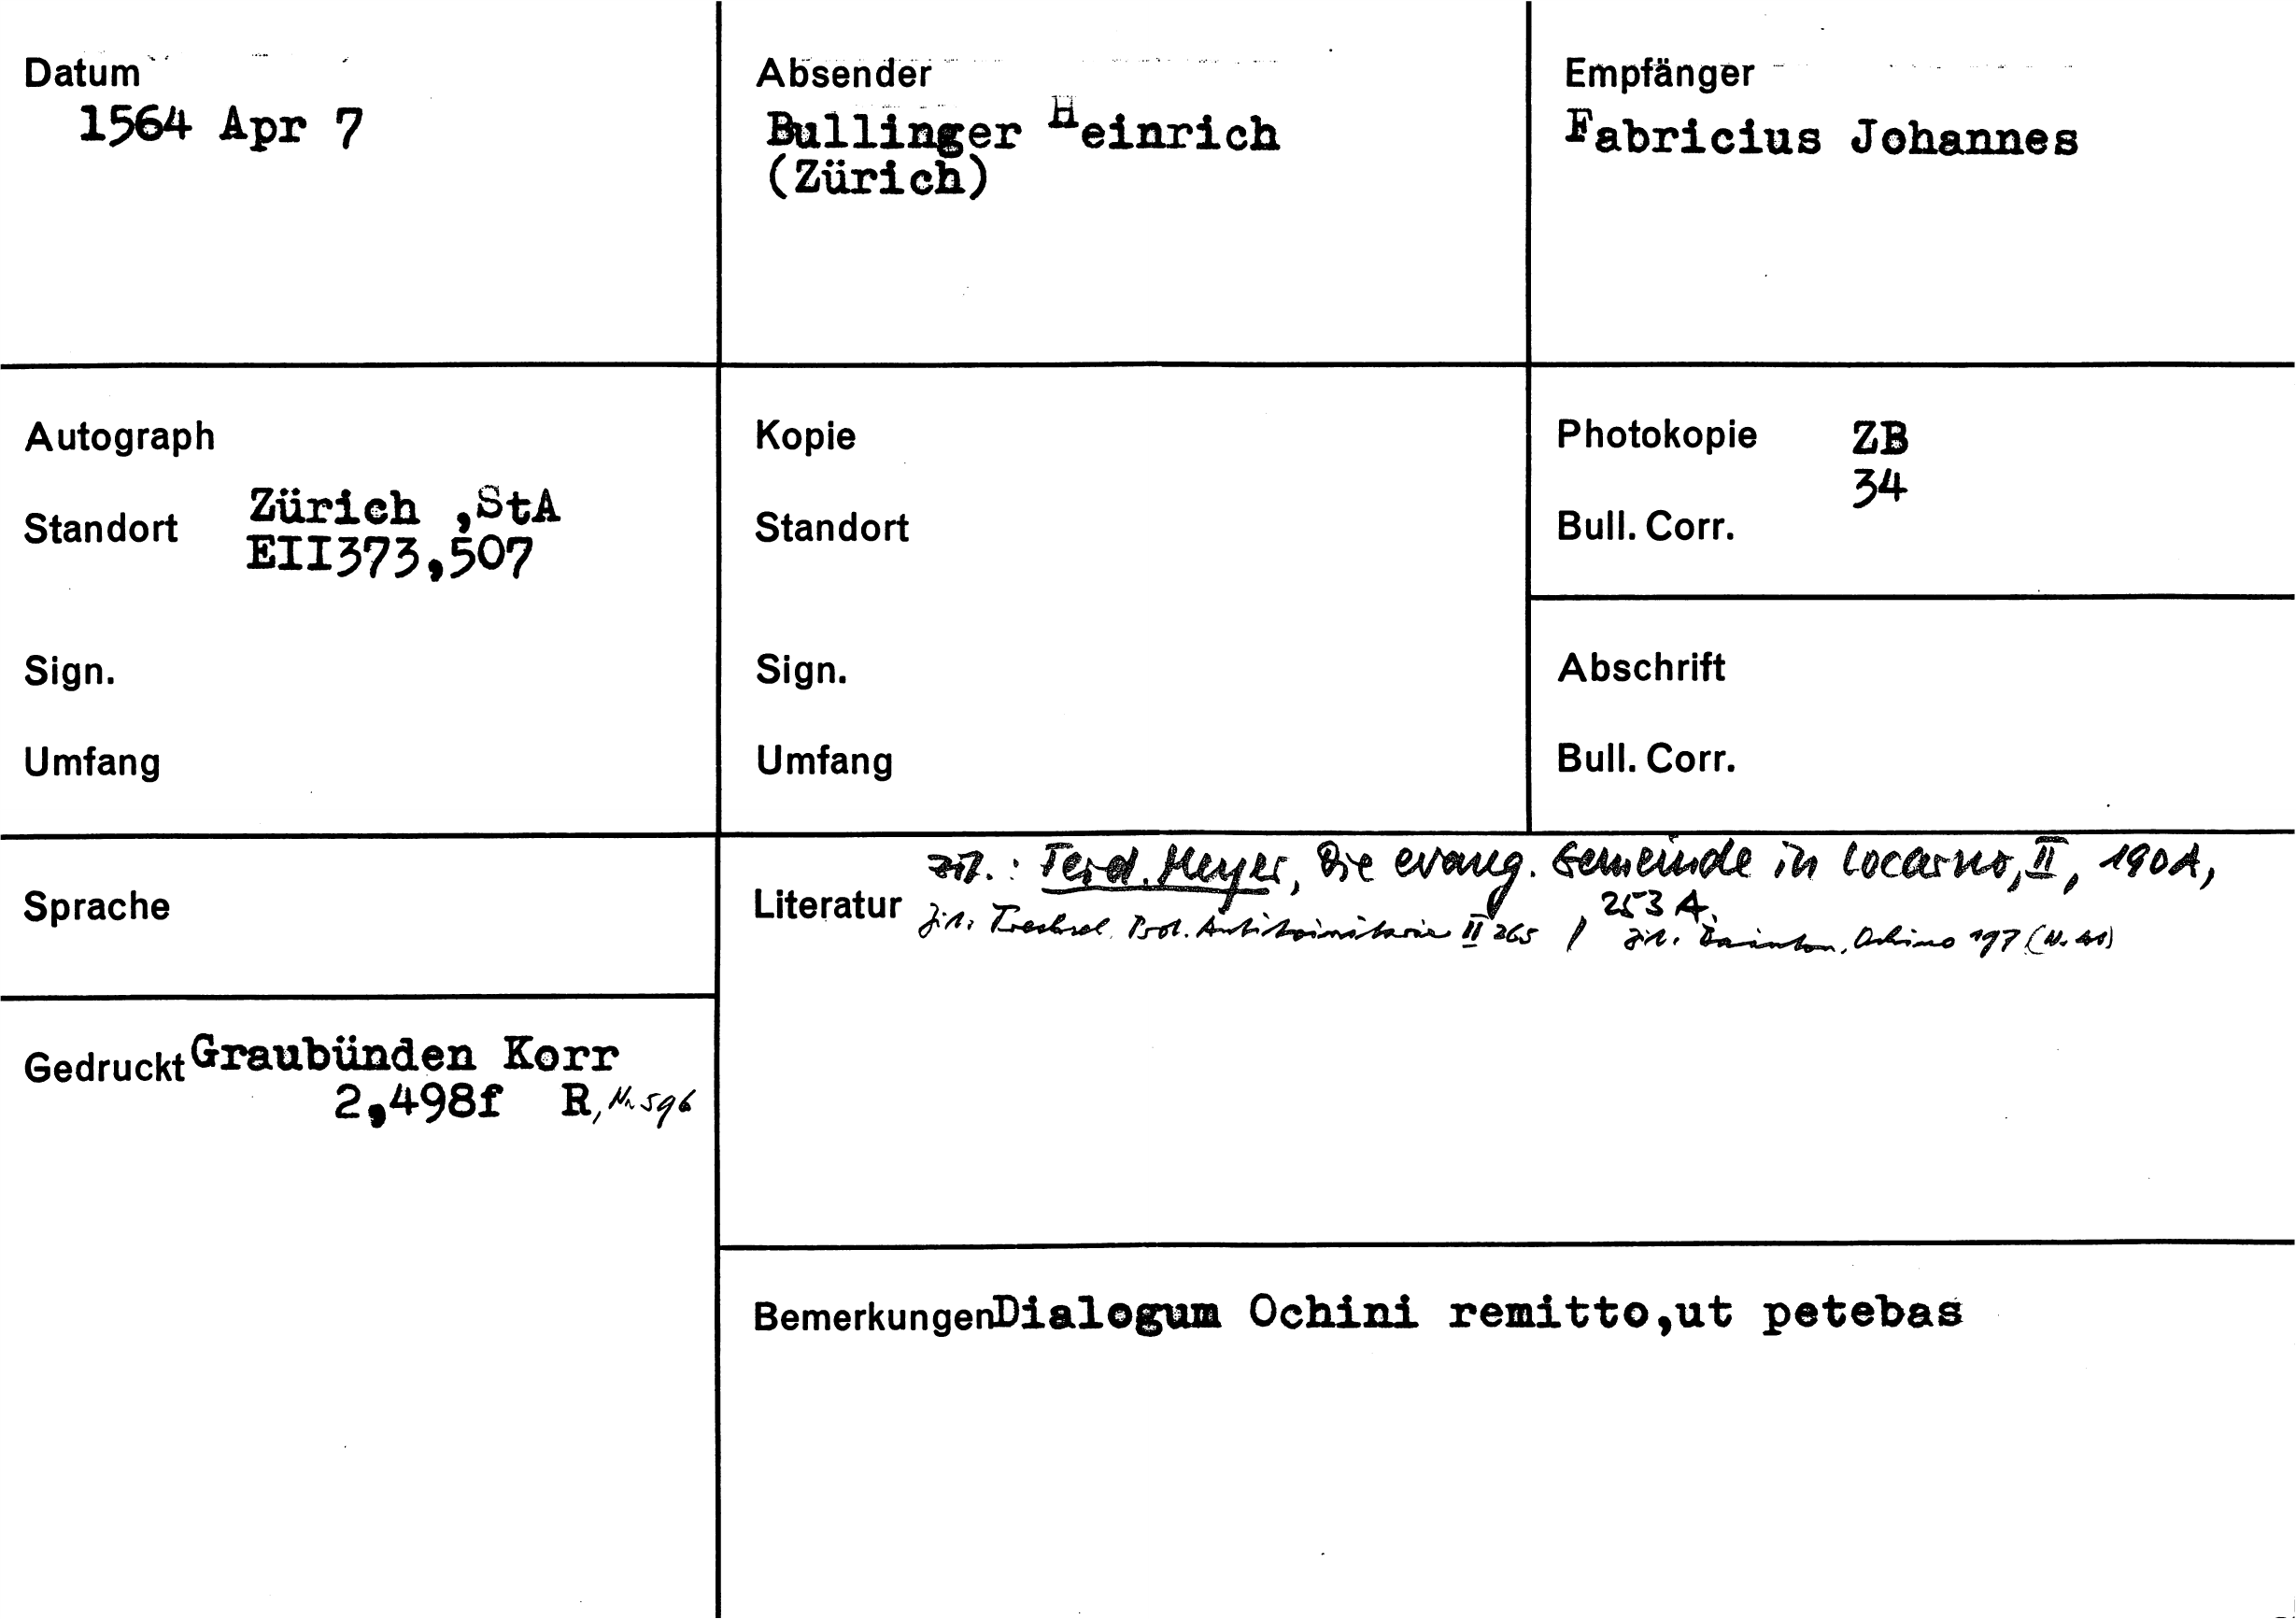 Datum
1564 Apr 7
Absender
Bullinger Heinrich
(Zürich)
Empfänger
Fabricius Johannes
Autograph
Standort Zürich ,StA
EII373,507
Sign.
Umfang
Kopie
Standort
Sign.
Umfang
Photokopie ZB
34
Bull. Corr.
Abschrift
Bull. Corr.
Sprache
Literatur zit.: Ferd. Meyer, Die evang. Gemeinde in Locarno, II,
253 A.
zit. Trechsel. Prot. Antitrinitarier II 265 / zit. Bainton, Ochino 197
Gedruckt Graubünden Korr
2,498f R, Nr 596
Bemerkungen Dialogum Ochini remitto,ut petebas